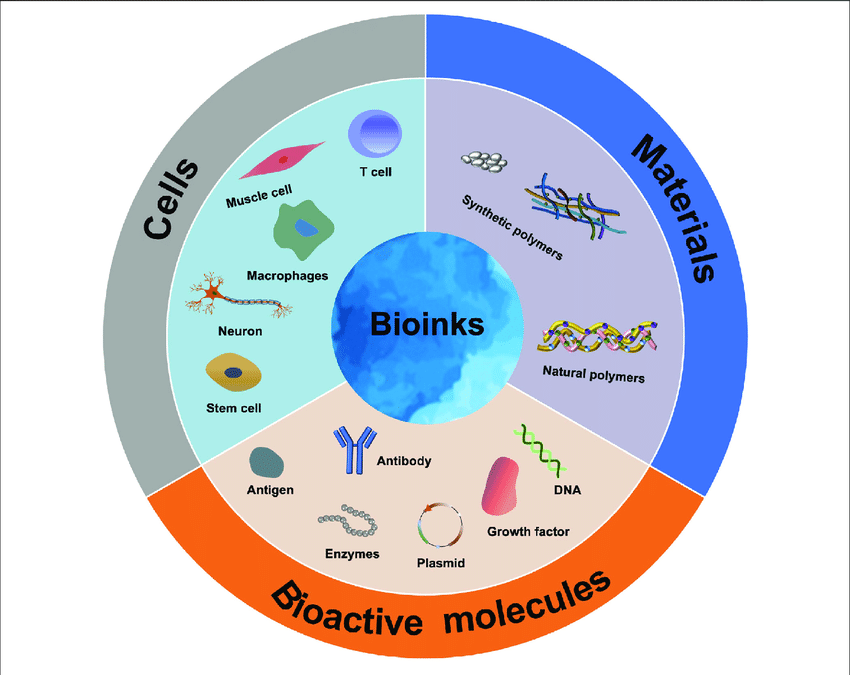 Cells
T cell
Muscle cell
Macrophages
Neuron
Stem cell
Materials
Synthetic polymers
Natural polymers
Bioinks
Antibody
Antigen
DNA
Growth factor
Enzymes
Plasmid
Bioactive molecules